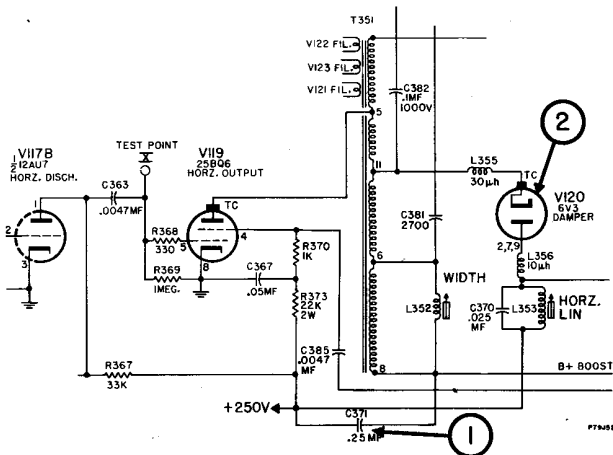 T351
V122 FIL.
V123 FIL.
V121 FIL.
5
C382
.1MF
1000V
2
TEST POINT
X
V117B
1/2 12AU7
HORZ. DISCH.
1
2
3
C363
.0047MF
V119
25BQ6
HORZ. OUTPUT
TC
4
5
8
R368
330
R369
1MEG.
C367
.05MF
R370
1K
R373
22K
2W
C385
.0047
MF
11
L355
30μh
TC
V120
6V3
DAMPER
2,7,9
C381
2700
6
L356
10μh
WIDTH
L352
C370
.025
MF
L353
HORZ.
LIN
8
B+ BOOST
R367
33K
+250V
C371
.25MF
1